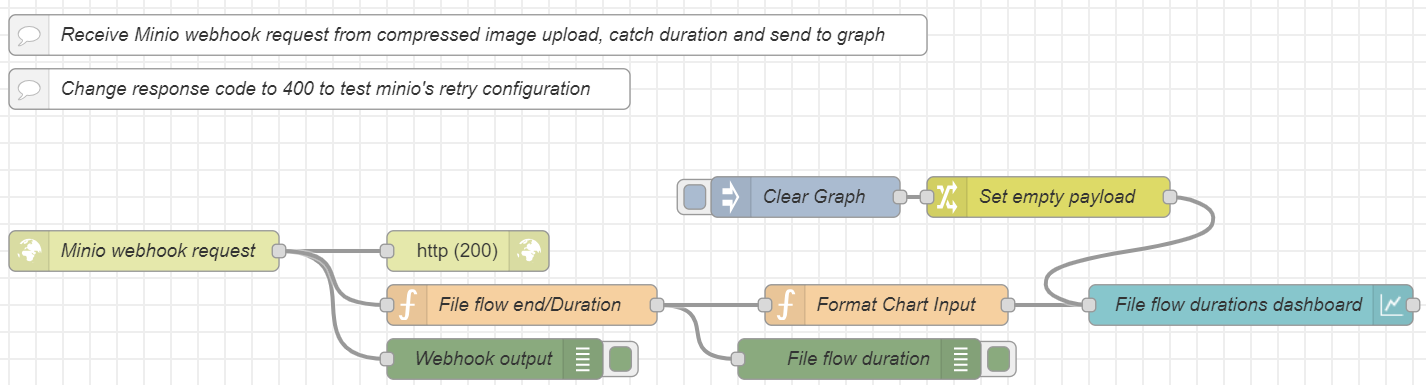 Receive Minio webhook request from compressed image upload, catch duration and send to graph
Change response code to 400 to test minio's retry configuration
Clear Graph
Set empty payload
Minio webhook request
http (200)
File flow end/Duration
Format Chart Input
File flow durations dashboard
Webhook output
File flow duration